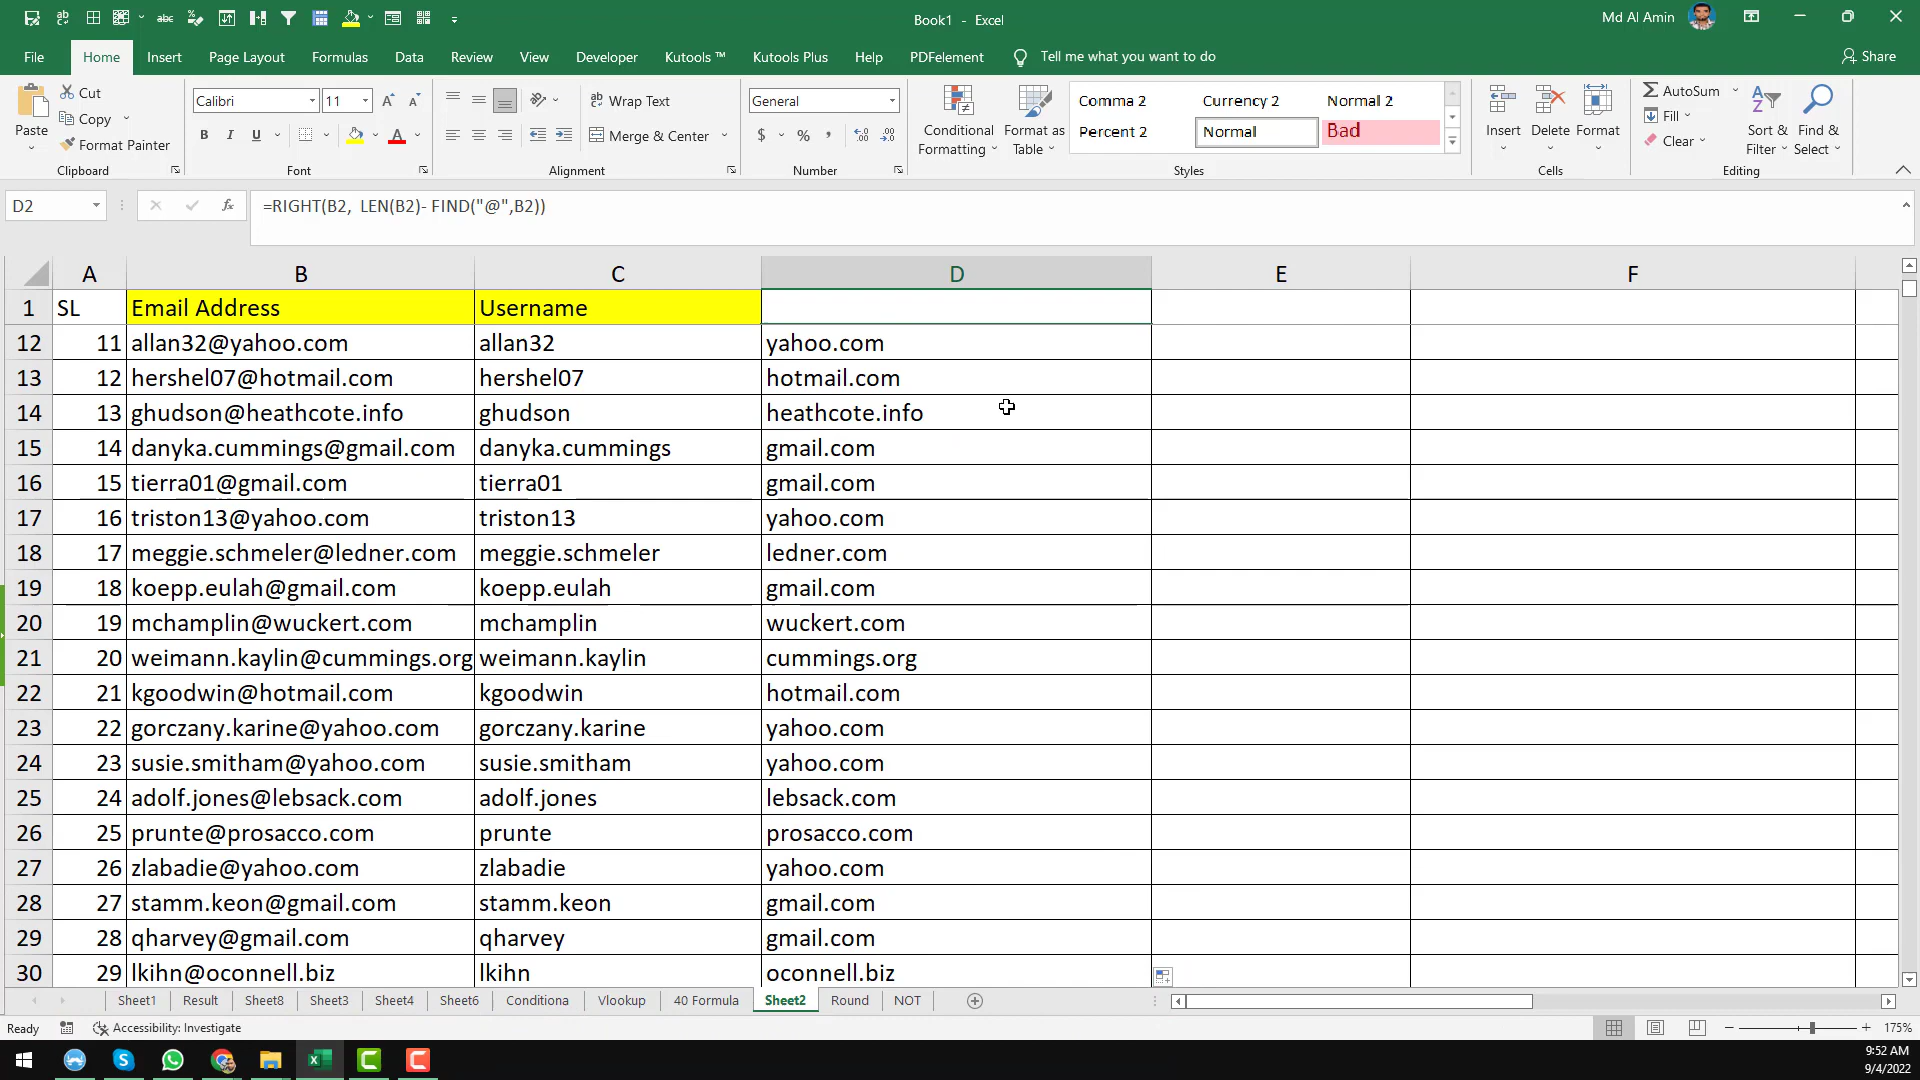 Book1 - Excel
Md Al Amin
File Home Insert Page Layout Formulas Data Review View Developer Kutools ™ Kutools Plus Help PDFelement Tell me what you want to do Share
Paste
Cut
Copy
Format Painter
Clipboard
Calibri 11
B I U
Font
Wrap Text
Merge & Center
Alignment
General
$ % ,
Number
Conditional Formatting
Format as Table
Comma 2 Currency 2 Normal 2
Percent 2 Normal Bad
Styles
Insert Delete Format
Cells
AutoSum
Fill
Clear
Sort & Filter
Find & Select
Editing
D2 fx =RIGHT(B2, LEN(B2)- FIND("@",B2))
A B C D E F
1 SL Email Address Username
12 11 allan32@yahoo.com allan32 yahoo.com
13 12 hershel07@hotmail.com hershel07 hotmail.com
14 13 ghudson@heathcote.info ghudson heathcote.info
15 14 danyka.cummings@gmail.com danyka.cummings gmail.com
16 15 tierra01@gmail.com tierra01 gmail.com
17 16 triston13@yahoo.com triston13 yahoo.com
18 17 meggie.schmeler@ledner.com meggie.schmeler ledner.com
19 18 koepp.eulah@gmail.com koepp.eulah gmail.com
20 19 mchamplin@wuckert.com mchamplin wuckert.com
21 20 weimann.kaylin@cummings.org weimann.kaylin cummings.org
22 21 kgoodwin@hotmail.com kgoodwin hotmail.com
23 22 gorczany.karine@yahoo.com gorczany.karine yahoo.com
24 23 susie.smitham@yahoo.com susie.smitham yahoo.com
25 24 adolf.jones@lebsack.com adolf.jones lebsack.com
26 25 prunte@prosacco.com prunte prosacco.com
27 26 zlabadie@yahoo.com zlabadie yahoo.com
28 27 stamm.keon@gmail.com stamm.keon gmail.com
29 28 qharvey@gmail.com qharvey gmail.com
30 29 lkihn@oconnell.biz lkihn oconnell.biz
Sheet1 Result Sheet8 Sheet3 Sheet4 Sheet6 Conditiona Vlookup 40 Formula Sheet2 Round NOT
Ready Accessibility: Investigate 175%
9:52 AM
9/4/2022